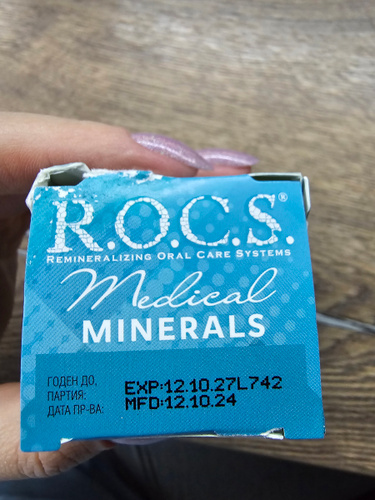 R.O.C.S.®
REMINERALIZING ORAL CARE SYSTEMS
Medical
MINERALS
ГОДЕН ДО,
ПАРТИЯ:
ДАТА ПР-ВА:
EXP:12.10.27L742
MFD:12.10.24